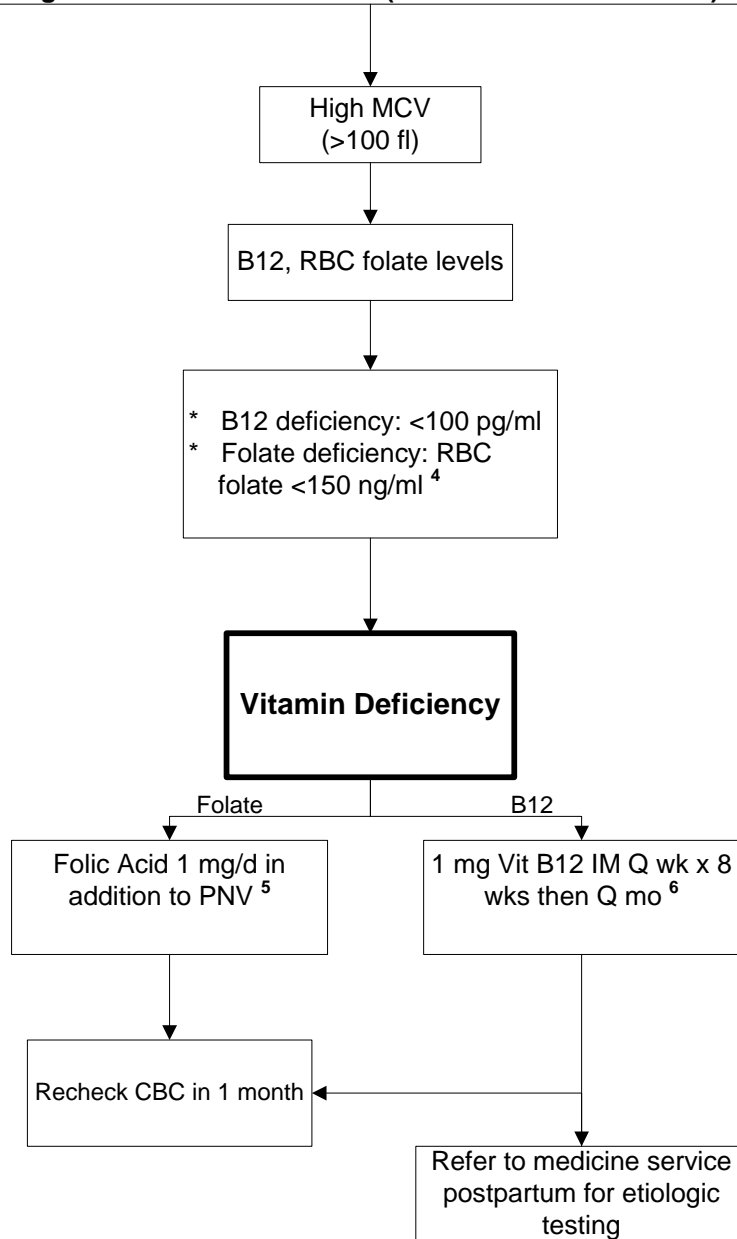 High MCV
(>100 fl)
B12, RBC folate levels
* B12 deficiency: <100 pg/ml
* Folate deficiency: RBC
folate <150 ng/ml 4
Vitamin Deficiency
Folate
B12
Folic Acid 1 mg/d in
addition to PNV 5
1 mg Vit B12 IM Q wk x 8
wks then Q mo 6
Recheck CBC in 1 month
Refer to medicine service
postpartum for etiologic
testing